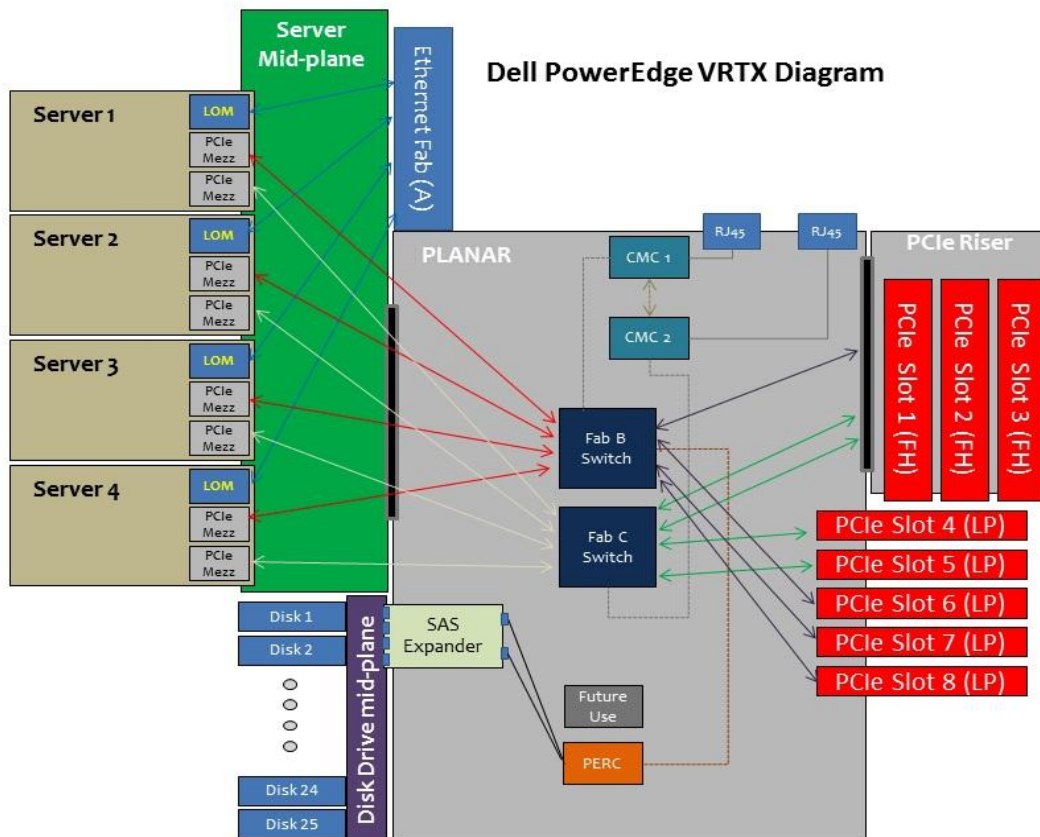 Server
Mid-plane
Ethernet Fab (A)
Dell PowerEdge VRTX Diagram
Server 1
LOM
PCIe
Mezz
PCIe
Mezz
Server 2
LOM
PCIe
Mezz
PCIe
Mezz
Server 3
LOM
PCIe
Mezz
PCIe
Mezz
Server 4
LOM
PCIe
Mezz
PCIe
Mezz
PLANAR
CMC 1
CMC 2
RJ45
RJ45
PCIe Riser
PCIe Slot 1 (FH)
PCIe Slot 2 (FH)
PCIe Slot 3 (FH)
Fab B
Switch
Fab C
Switch
PCIe Slot 4 (LP)
PCIe Slot 5 (LP)
PCIe Slot 6 (LP)
PCIe Slot 7 (LP)
PCIe Slot 8 (LP)
Disk 1
Disk 2
Disk 24
Disk 25
Disk Drive mid-plane
SAS
Expander
Future
Use
PERC